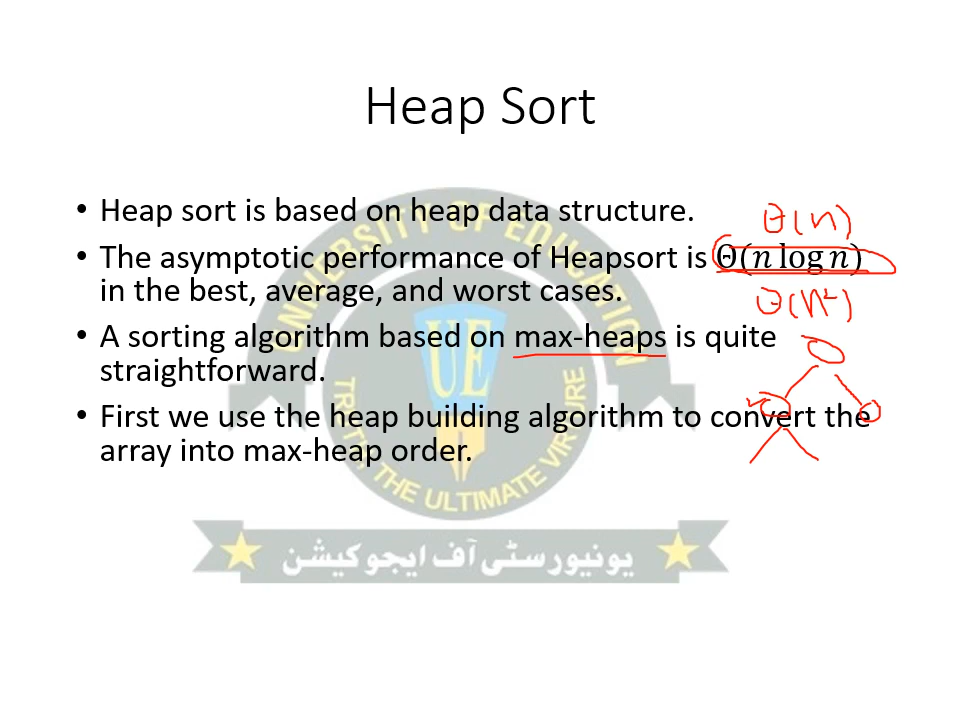 Heap Sort
• Heap sort is based on heap data structure.
θ(n)
• The asymptotic performance of Heapsort is Θ(n log n)
in the best, average, and worst cases.
θ(n²)
• A sorting algorithm based on max-heaps is quite
straightforward.
• First we use the heap building algorithm to convert the
array into max-heap order.
UNIVERSITY OF EDUCATION
UE
TRUTH, THE ULTIMATE VIRTUE
یونیورسٹی آف ایجوکیشن